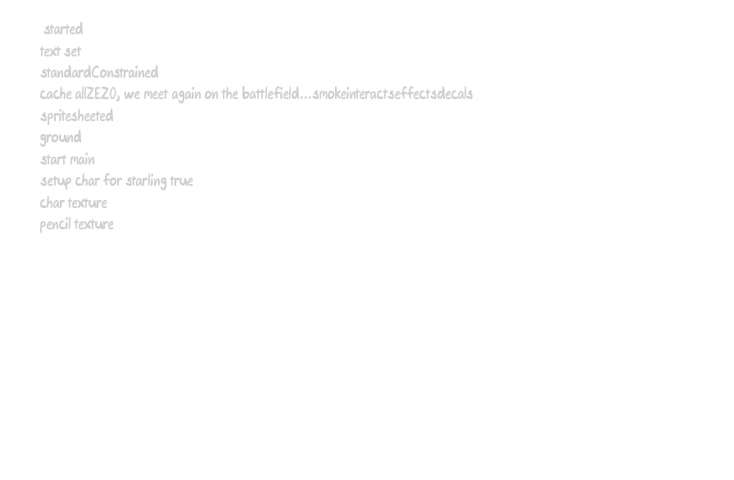 started
text set
standardConstrained
cache allZEZO, we meet again on the battlefield...smokeinteractseffectsdecals
spritesheeted
ground
start main
setup char for starling true
char texture
pencil texture